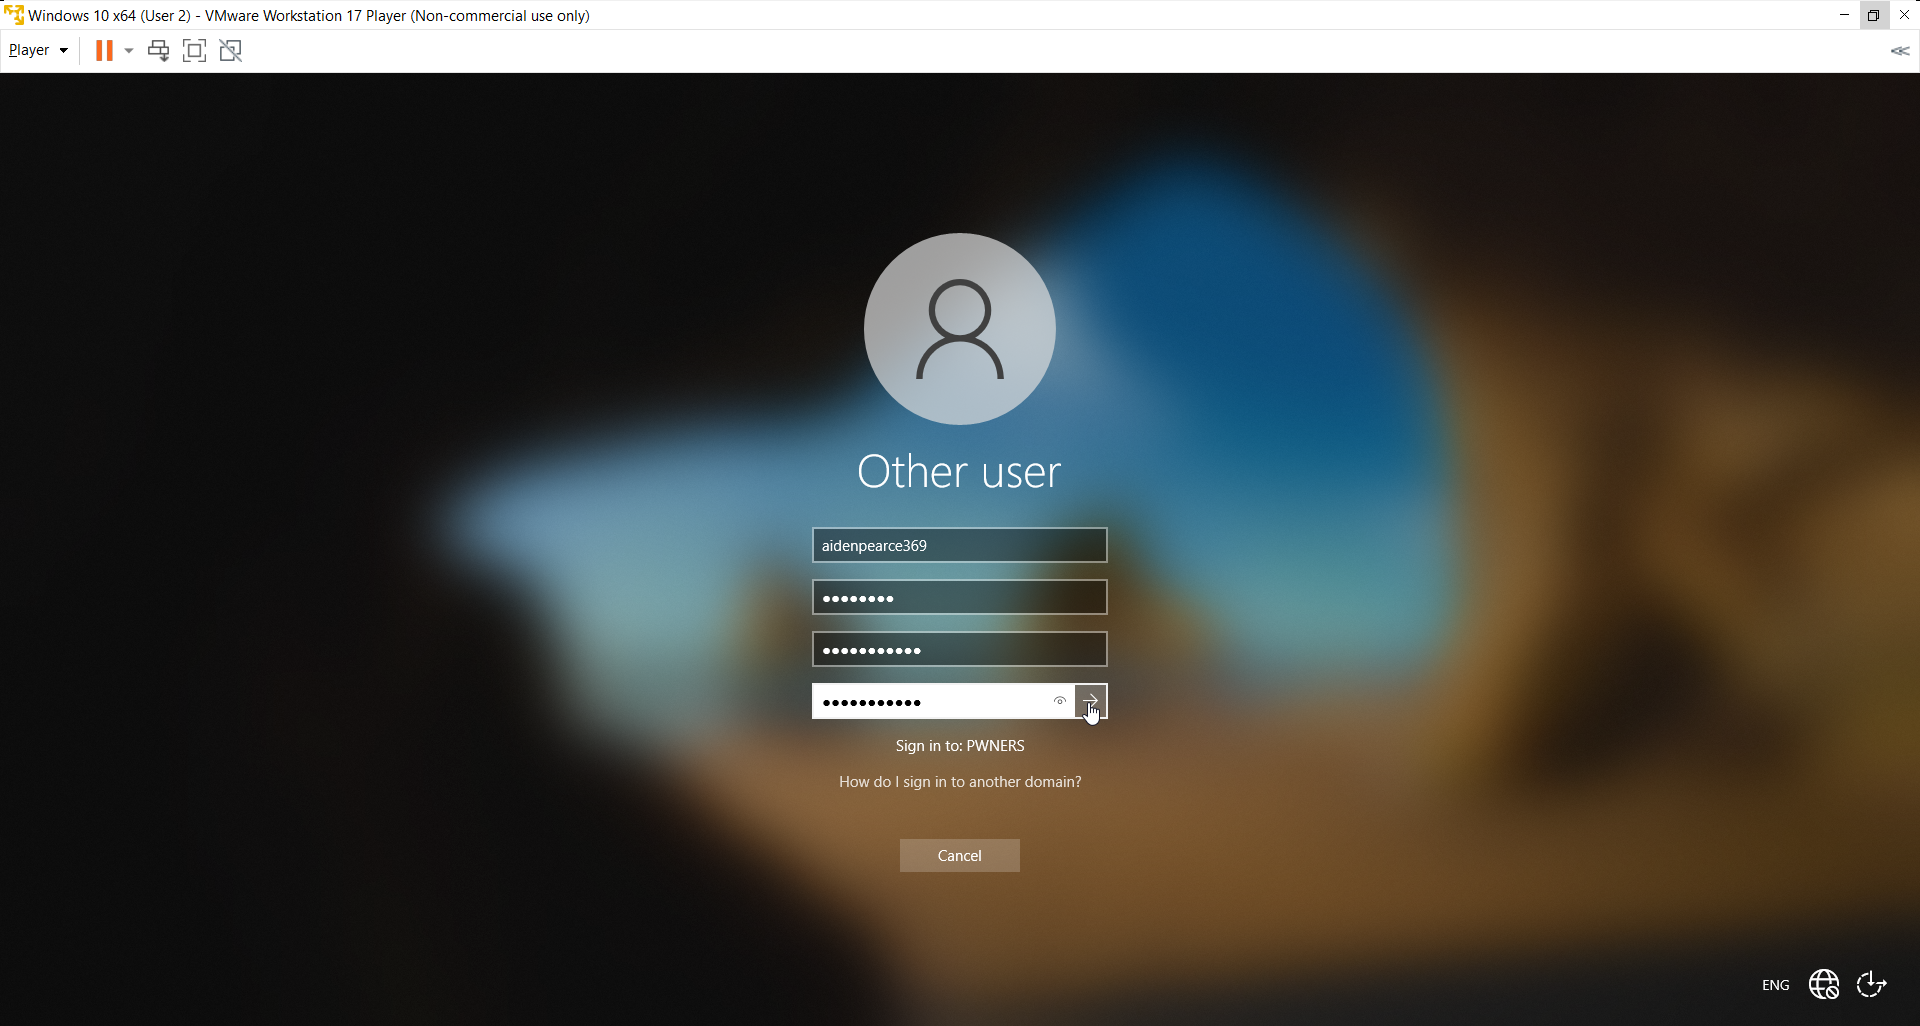 Windows 10 x64 (User 2) - VMware Workstation 17 Player (Non-commercial use only)
Player
Other user
aidenpearce369
••••••••
•••••••••••
•••••••••••
Sign in to: PWNERS
How do I sign in to another domain?
Cancel
ENG